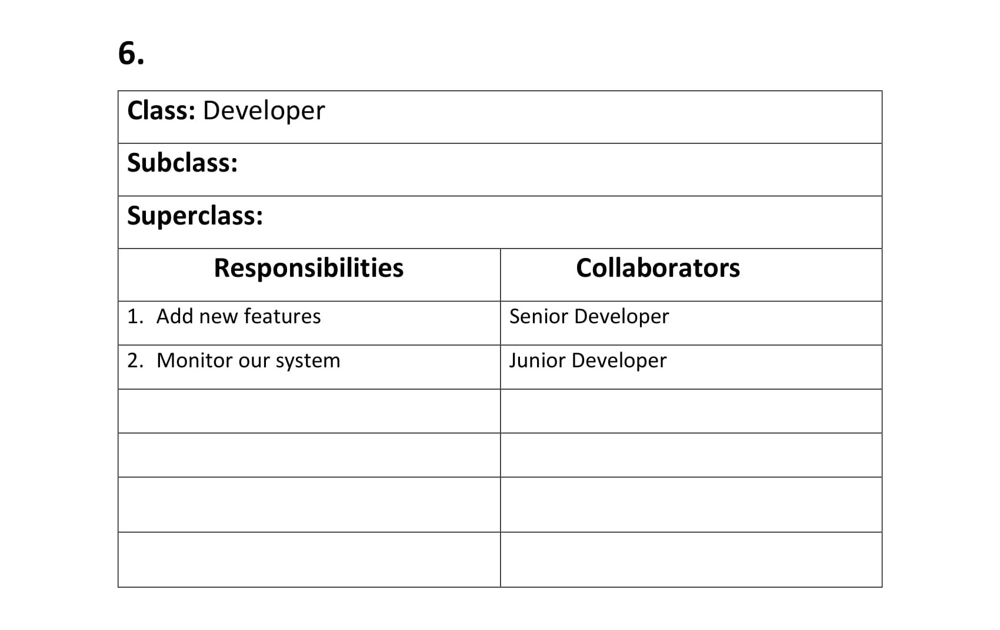 6.
Class: Developer
Subclass:
Superclass:
Responsibilities Collaborators
1. Add new features Senior Developer
2. Monitor our system Junior Developer